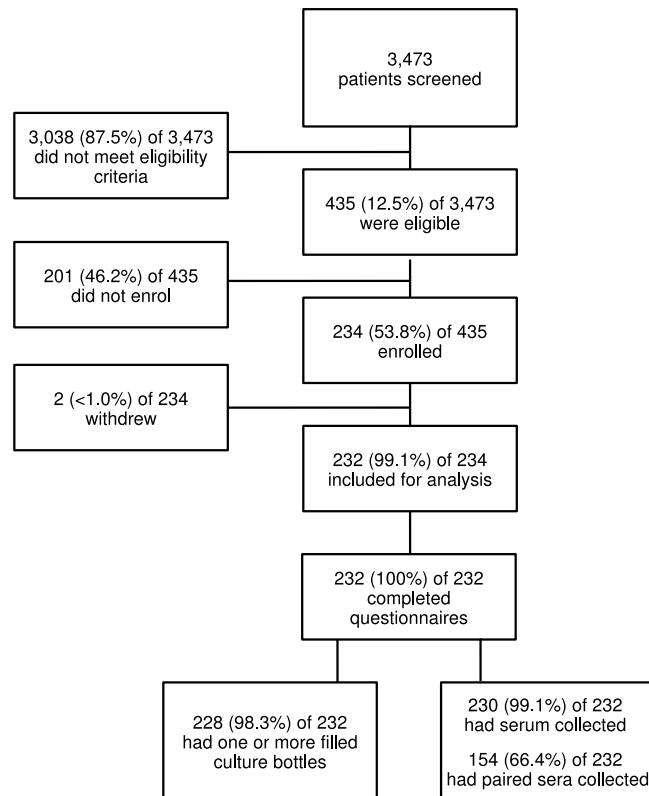 3,473
patients screened
3,038 (87.5%) of 3,473
did not meet eligibility
criteria
435 (12.5%) of 3,473
were eligible
201 (46.2%) of 435
did not enrol
234 (53.8%) of 435
enrolled
2 (<1.0%) of 234
withdrew
232 (99.1%) of 234
included for analysis
232 (100%) of 232
completed
questionnaires
228 (98.3%) of 232
had one or more filled
culture bottles
230 (99.1%) of 232
had serum collected
154 (66.4%) of 232
had paired sera collected